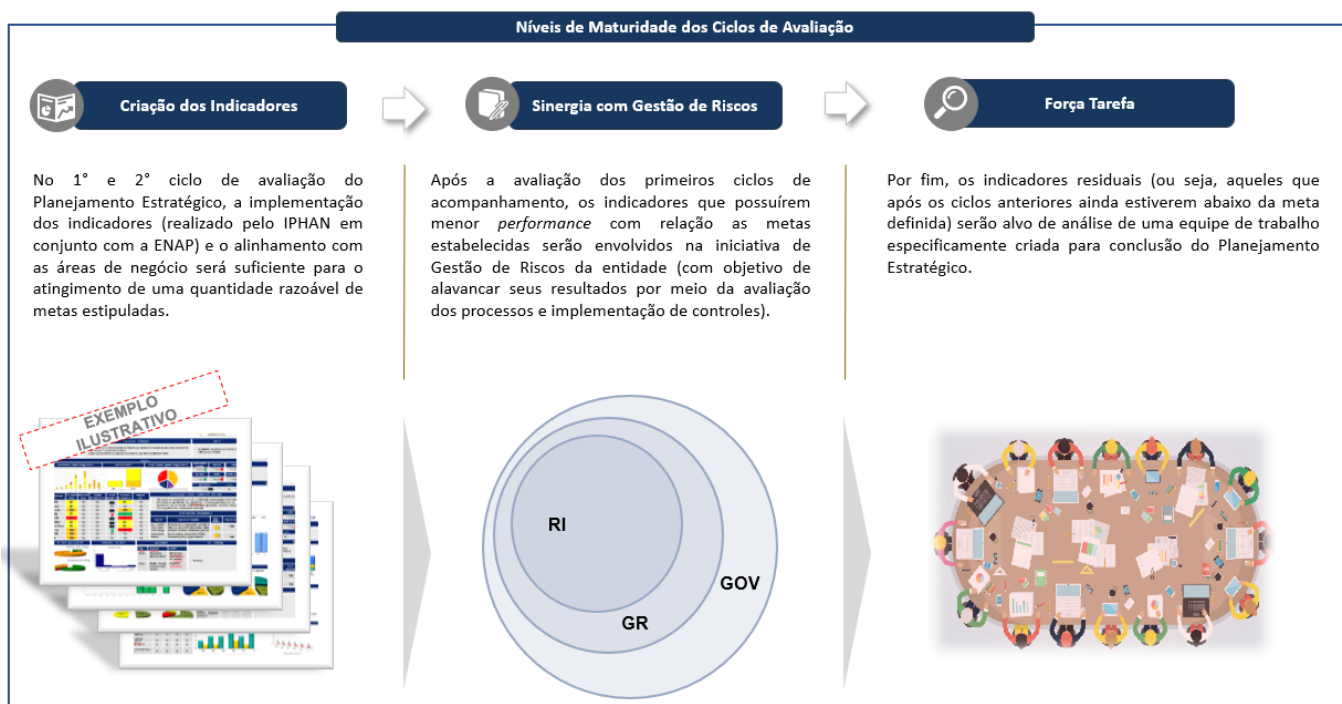 Níveis de Maturidade dos Ciclos de Avaliação
Criação dos Indicadores
No 1° e 2° ciclo de avaliação do
Planejamento Estratégico, a implementação
dos indicadores (realizado pelo IPHAN em
conjunto com a ENAP) e o alinhamento com
as áreas de negócio será suficiente para o
atingimento de uma quantidade razoável de
metas estipuladas.
EXEMPLO
ILUSTRATIVO
Sinergia com Gestão de Riscos
Após a avaliação dos primeiros ciclos de
acompanhamento, os indicadores que possuírem
menor performance com relação as metas
estabelecidas serão envolvidos na iniciativa de
Gestão de Riscos da entidade (com objetivo de
alavancar seus resultados por meio da avaliação
dos processos e implementação de controles).
RI
GR
GOV
Força Tarefa
Por fim, os indicadores residuais (ou seja, aqueles que
após os ciclos anteriores ainda estiverem abaixo da meta
definida) serão alvo de análise de uma equipe de trabalho
especificamente criada para conclusão do Planejamento
Estratégico.